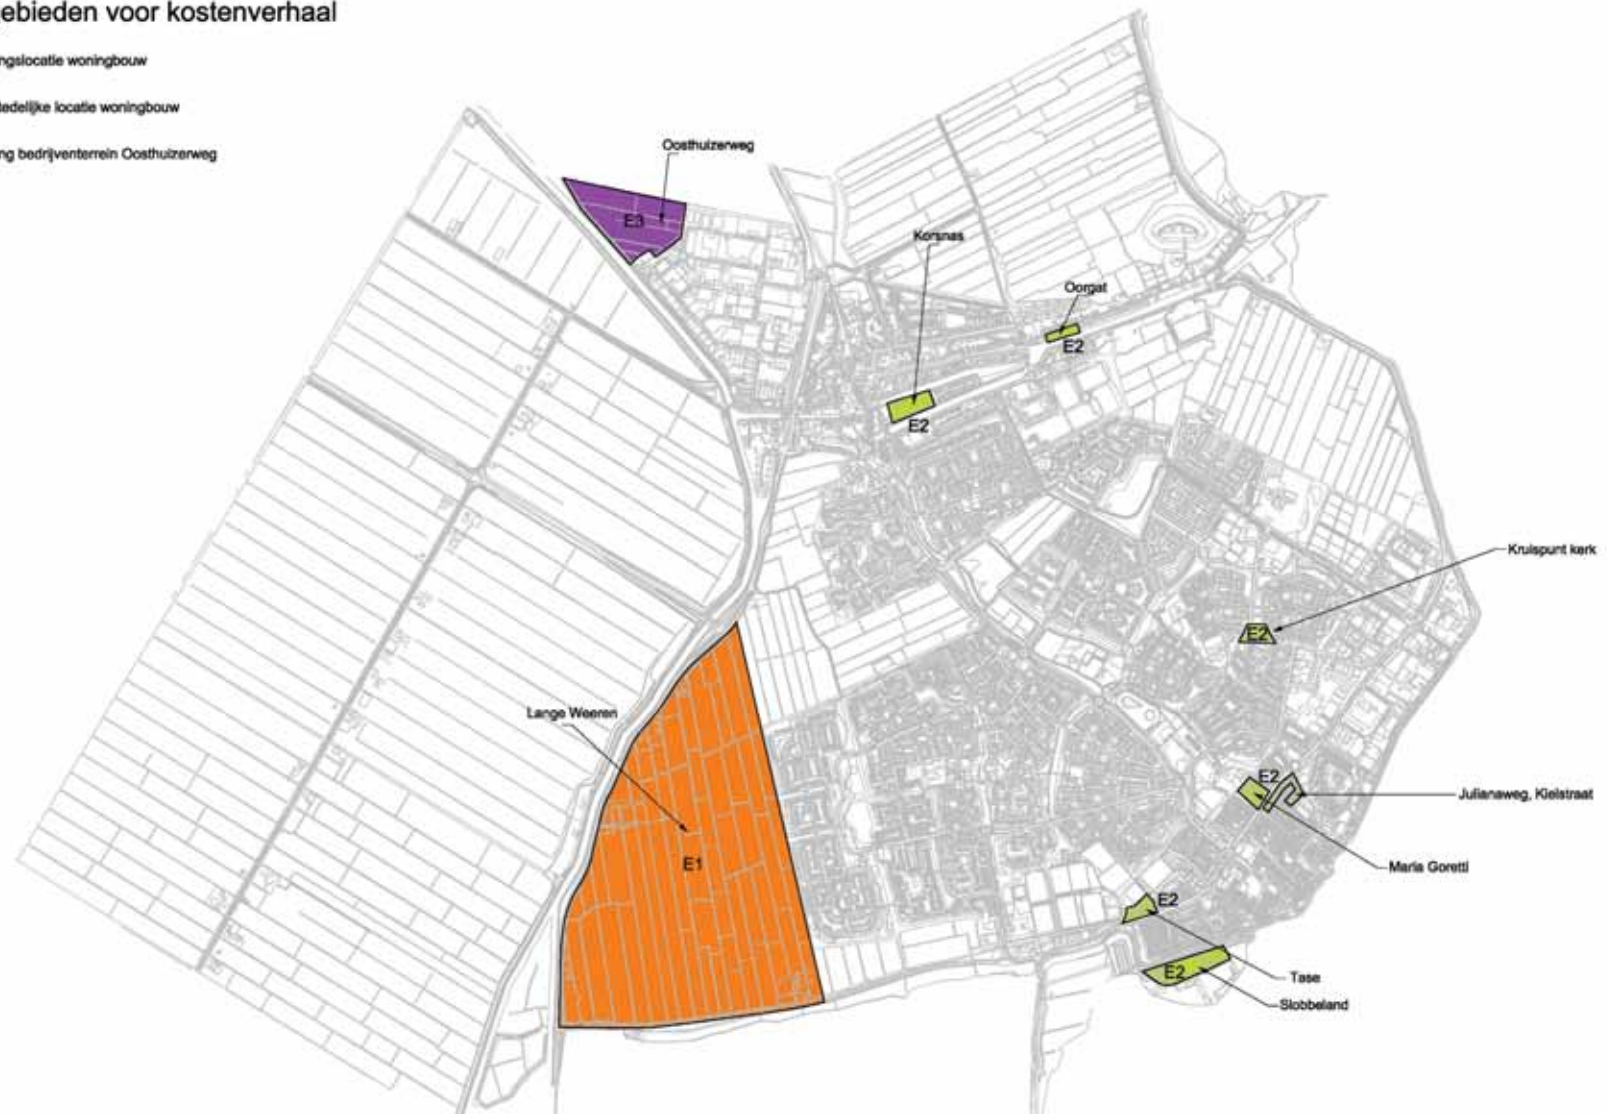 ebieden voor kostenverhaal
ngslocatie woningbouw
tedelijke locatie woningbouw
ng bedrijventerrein Oosthuizerweg
Oosthuizerweg
E3
Korsnas
Oorgat
E2
E2
Kruispunt kerk
E2
Lange Weeren
E1
E2
Julianaweg, Kielstraat
Maria Goretti
E2
E2
Tase
Slobbeland